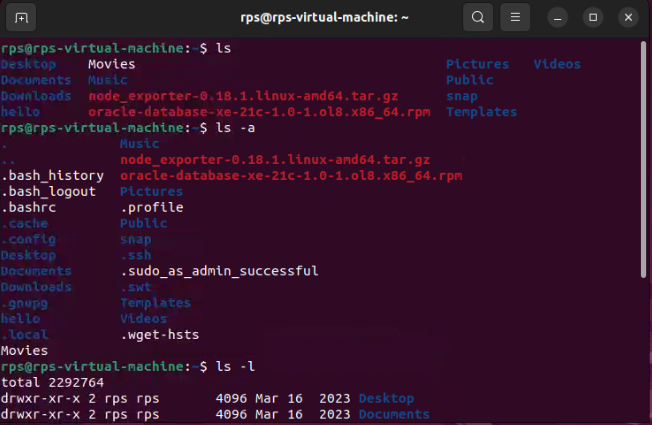 rps@rps-virtual-machine: ~
rps@rps-virtual-machine:~$ ls
Desktop Movies Pictures Videos
Documents Music Public
Downloads node_exporter-0.18.1.linux-amd64.tar.gz snap
hello oracle-database-xe-21c-1.0-1.ol8.x86_64.rpm Templates
rps@rps-virtual-machine:~$ ls -a
. Music
.. node_exporter-0.18.1.linux-amd64.tar.gz
.bash_history oracle-database-xe-21c-1.0-1.ol8.x86_64.rpm
.bash_logout Pictures
.bashrc .profile
.cache Public
.config snap
Desktop .ssh
Documents .sudo_as_admin_successful
Downloads .swt
.gnupg Templates
hello Videos
.local .wget-hsts
Movies
rps@rps-virtual-machine:~$ ls -l
total 2292764
drwxr-xr-x 2 rps rps 4096 Mar 16 2023 Desktop
drwxr-xr-x 2 rps rps 4096 Mar 16 2023 Documents